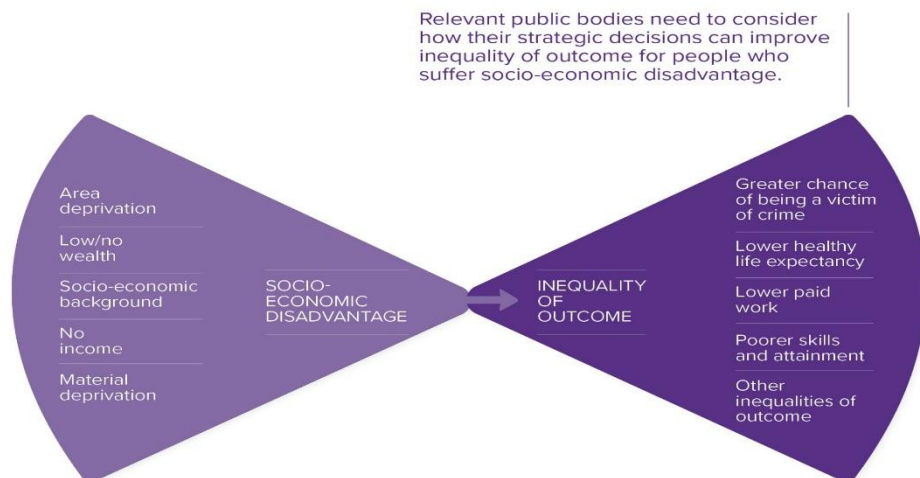 Relevant public bodies need to consider
how their strategic decisions can improve
inequality of outcome for people who
suffer socio-economic disadvantage.
Area
deprivation
Low/no
wealth
Socio-economic
background
No
income
Material
deprivation
SOCIO-
ECONOMIC
DISADVANTAGE
INEQUALITY
OF
OUTCOME
Greater chance
of being a victim
of crime
Lower healthy
life expectancy
Lower paid
work
Poorer skills
and attainment
Other
inequalities of
outcome